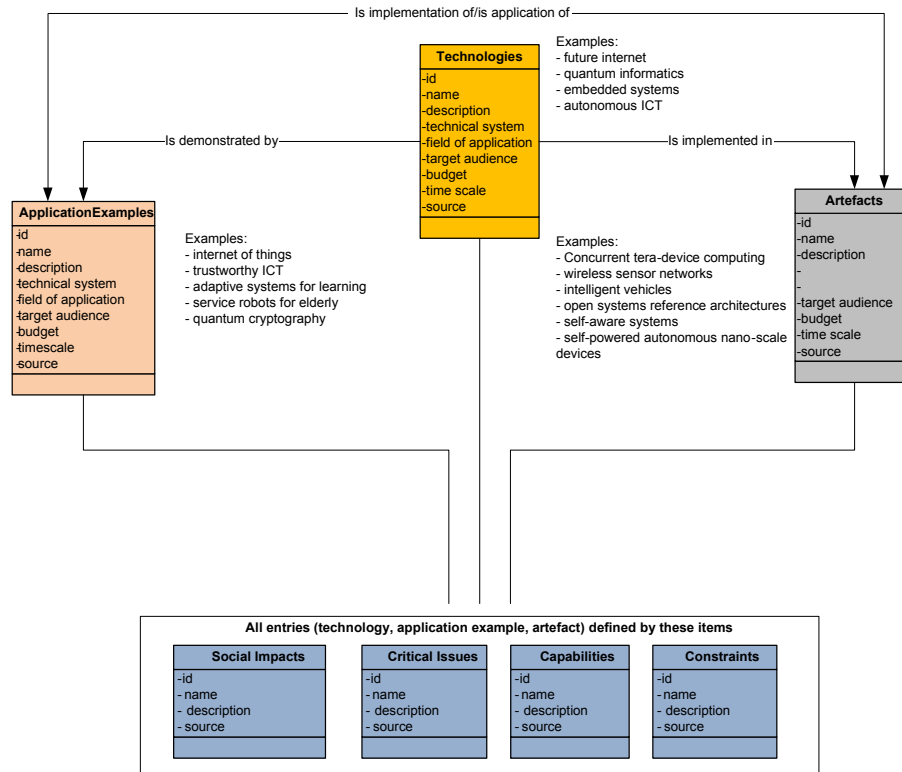 Is implementation of/is application of
Technologies
-id
-name
-description
-technical system
-field of application
-target audience
-budget
-time scale
-source
Examples:
- future internet
- quantum informatics
- embedded systems
- autonomous ICT
Is demonstrated by
Is implemented in
ApplicationExamples
-id
-name
-description
-technical system
-field of application
-target audience
-budget
-timescale
-source
Examples:
- internet of things
- trustworthy ICT
- adaptive systems for learning
- service robots for elderly
- quantum cryptography
Examples:
- Concurrent tera-device computing
- wireless sensor networks
- intelligent vehicles
- open systems reference architectures
- self-aware systems
- self-powered autonomous nano-scale
devices
Artefacts
-id
-name
-description
-
-
-target audience
-budget
-time scale
-source
All entries (technology, application example, artefact) defined by these items
Social Impacts
-id
- name
- description
- source
Critical Issues
-id
- name
- description
- source
Capabilities
-id
- name
- description
- source
Constraints
-id
- name
- description
- source